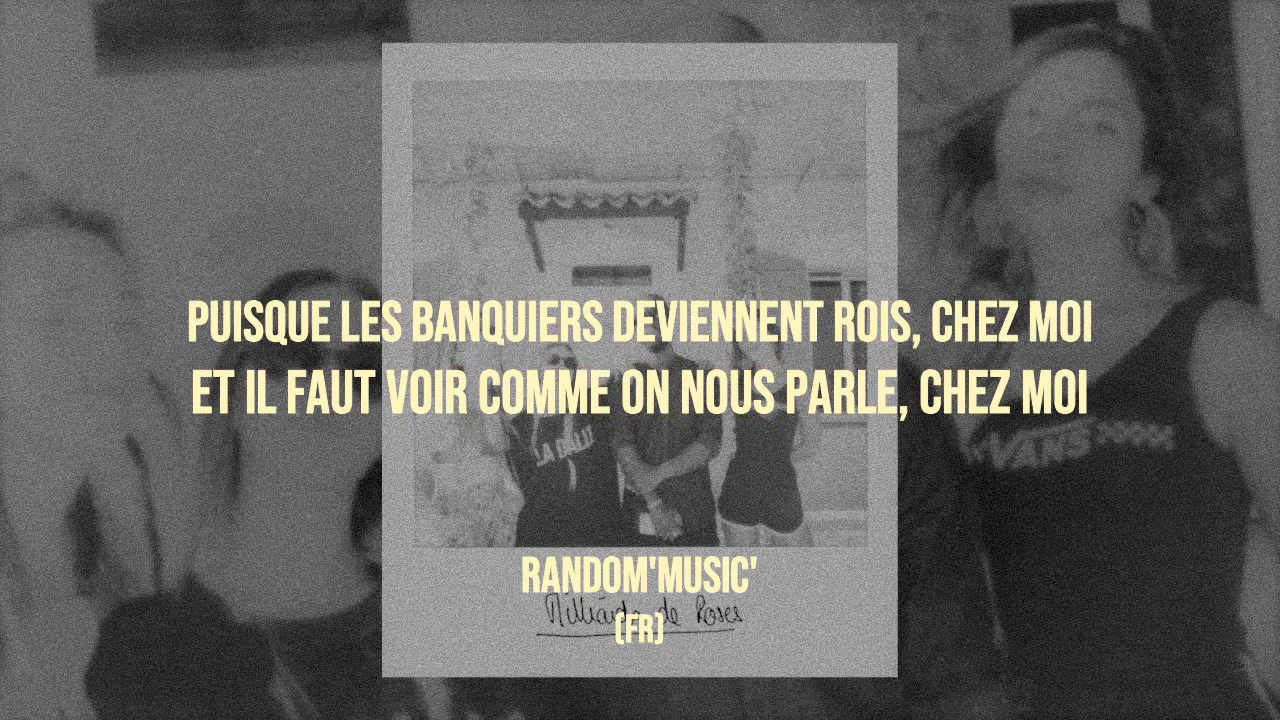 PUISQUE LES BANQUIERS DEVIENNENT ROIS, CHEZ MOI
ET IL FAUT VOIR COMME ON NOUS PARLE, CHEZ MOI
VANS
RANDOM'MUSIC'
Milliards de Roses
(FR)